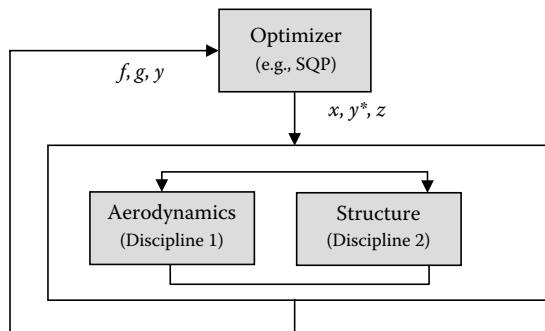 Optimizer
(e.g., SQP)
f, g, y
x, y*, z
Aerodynamics
(Discipline 1)
Structure
(Discipline 2)